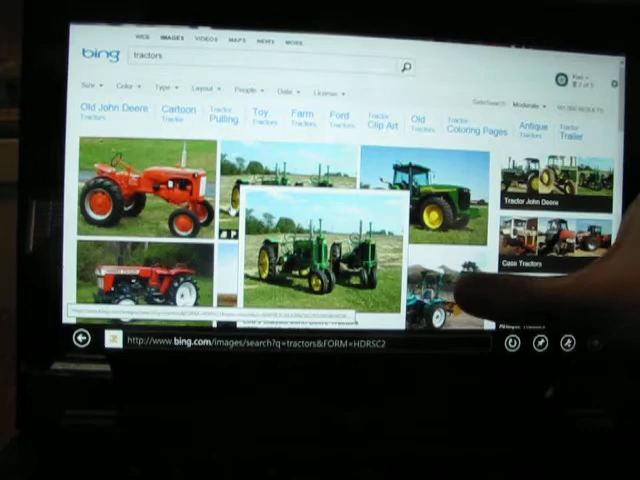 WEB IMAGES VIDEOS MAPS NEWS MORE
bing
tractors
Size Color Type Layout People Date License
SafeSearch: Moderate
Old John Deere Tractors
Cartoon Tractor
Tractor Pulling
Toy Tractors
Farm Tractors
Ford Tractors
Tractor Clip Art
Old Tractors
Tractor Coloring Pages
Antique Tractors
Tractor Trailer
Tractor John Deere
Case Tractors
http://www.bing.com/images/search?q=tractors&FORM=HDRSC2